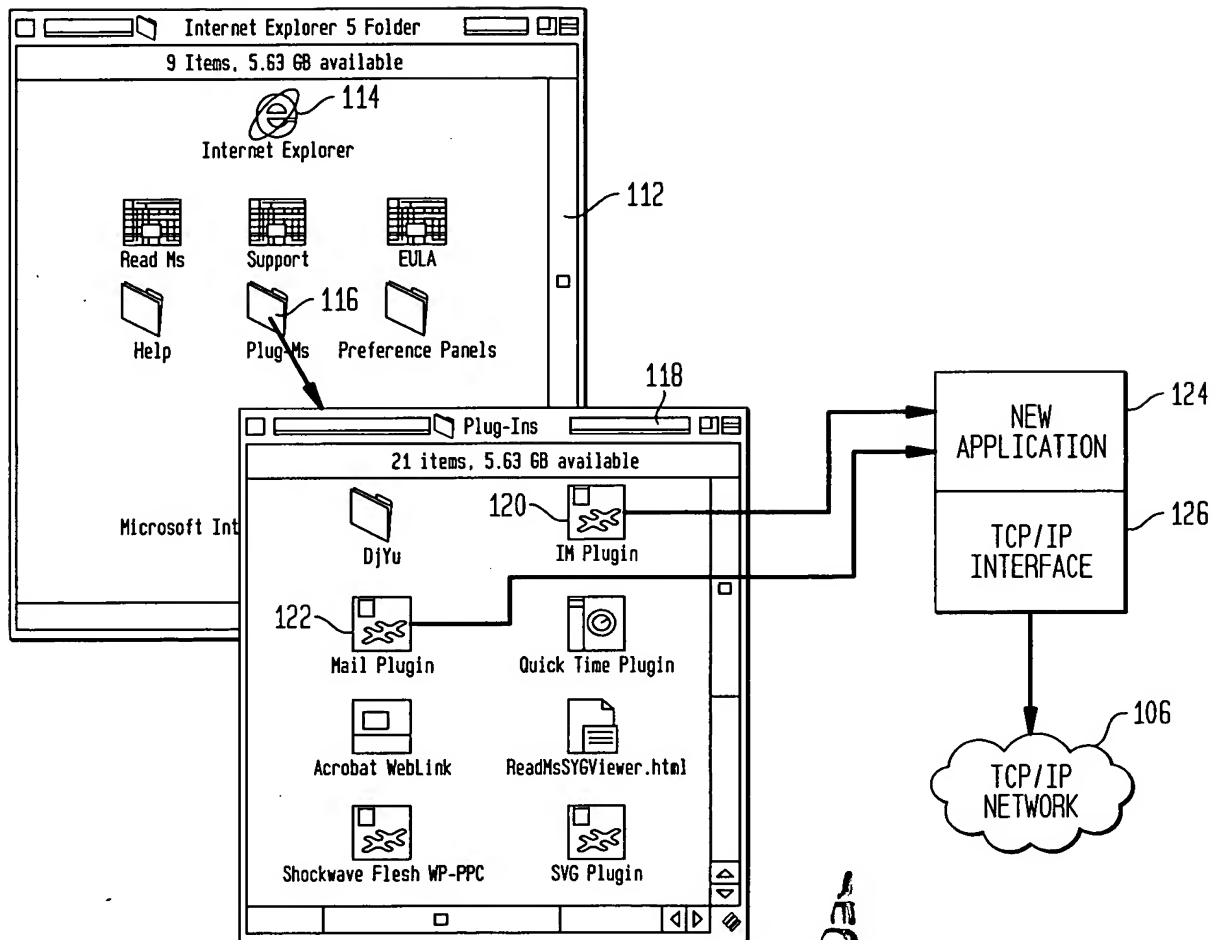 Internet Explorer 5 Folder
9 Items, 5.63 GB available
114
Internet Explorer
112
Read Ms
Support
EULA
116
Help
Plug-Ms
Preference Panels
118
Plug-Ins
21 items, 5.63 GB available
Microsoft Int
DjYu
120
IM Plugin
122
Mail Plugin
Quick Time Plugin
Acrobat WebLink
ReadMsSYGViewer.html
Shockwave Flesh WP-PPC
SVG Plugin
NEW
APPLICATION
124
TCP/IP
INTERFACE
126
106
TCP/IP
NETWORK